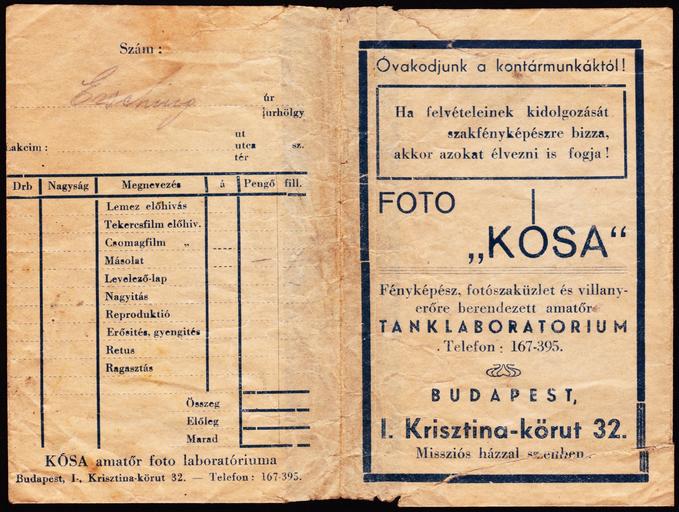 Szám :
úr
úrhölgy
Lakcim :
ut
utca sz.
tér
Drb Nagyság Megnevezés á Pengő fill.
Lemez előhivás
Tekercsfilm előhiv.
Csomagfilm „
Másolat
Levelező-lap
Nagyitás
Reproduktió
Erősités, gyengités
Retus
Ragasztás
Összeg
Előleg
Marad
KÓSA amatőr foto laboratóriuma
Budapest, I., Krisztina-körut 32. — Telefon : 167-395.
Óvakodjunk a kontármunkáktól!
Ha felvételeinek kidolgozását
szakfényképészre bizza,
akkor azokat élvezni is fogja !
FOTO
„KÓSA“
Fényképész, fotószaküzlet és villany-
erőre berendezett amatőr
TANKLABORATORIUM
Telefon : 167-395.
BUDAPEST,
I. Krisztina-körut 32.
Missziós házzal szemben.